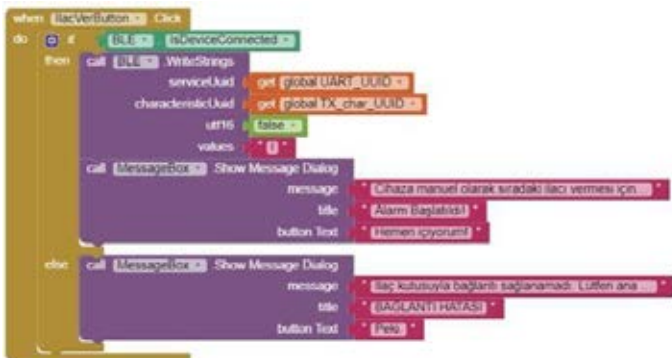 when IlacVerButton .Click
do if BLE . IsDeviceConnected
then call BLE .WriteStrings
serviceUuid get global UART_UUID
characteristicUuid get global TX_char_UUID
utf16 false
values " "
call MessageBox .Show Message Dialog
message " Cihaza manuel olarak sıradaki ilacı vermesi için... "
title " Alarm Başlatıldı! "
button Text " Hemen içiyorum! "
else call MessageBox .Show Message Dialog
message " İlaç kutusuyla bağlantı sağlanamadı. Lütfen ana ... "
title " BAĞLANTI HATASI "
button Text " Peki "